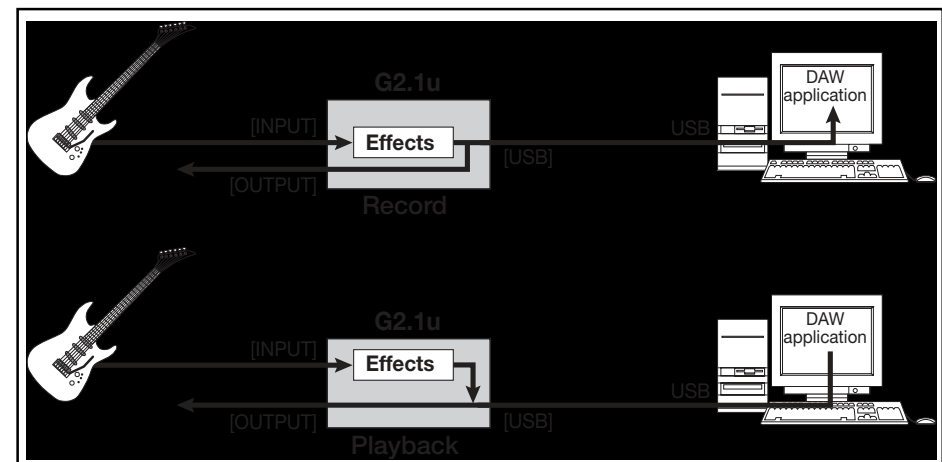 G2.1u
DAW
application
[INPUT]
Effects
USB
[USB]
[OUTPUT]
Record
G2.1u
DAW
application
[INPUT]
Effects
USB
[OUTPUT]
[USB]
Playback